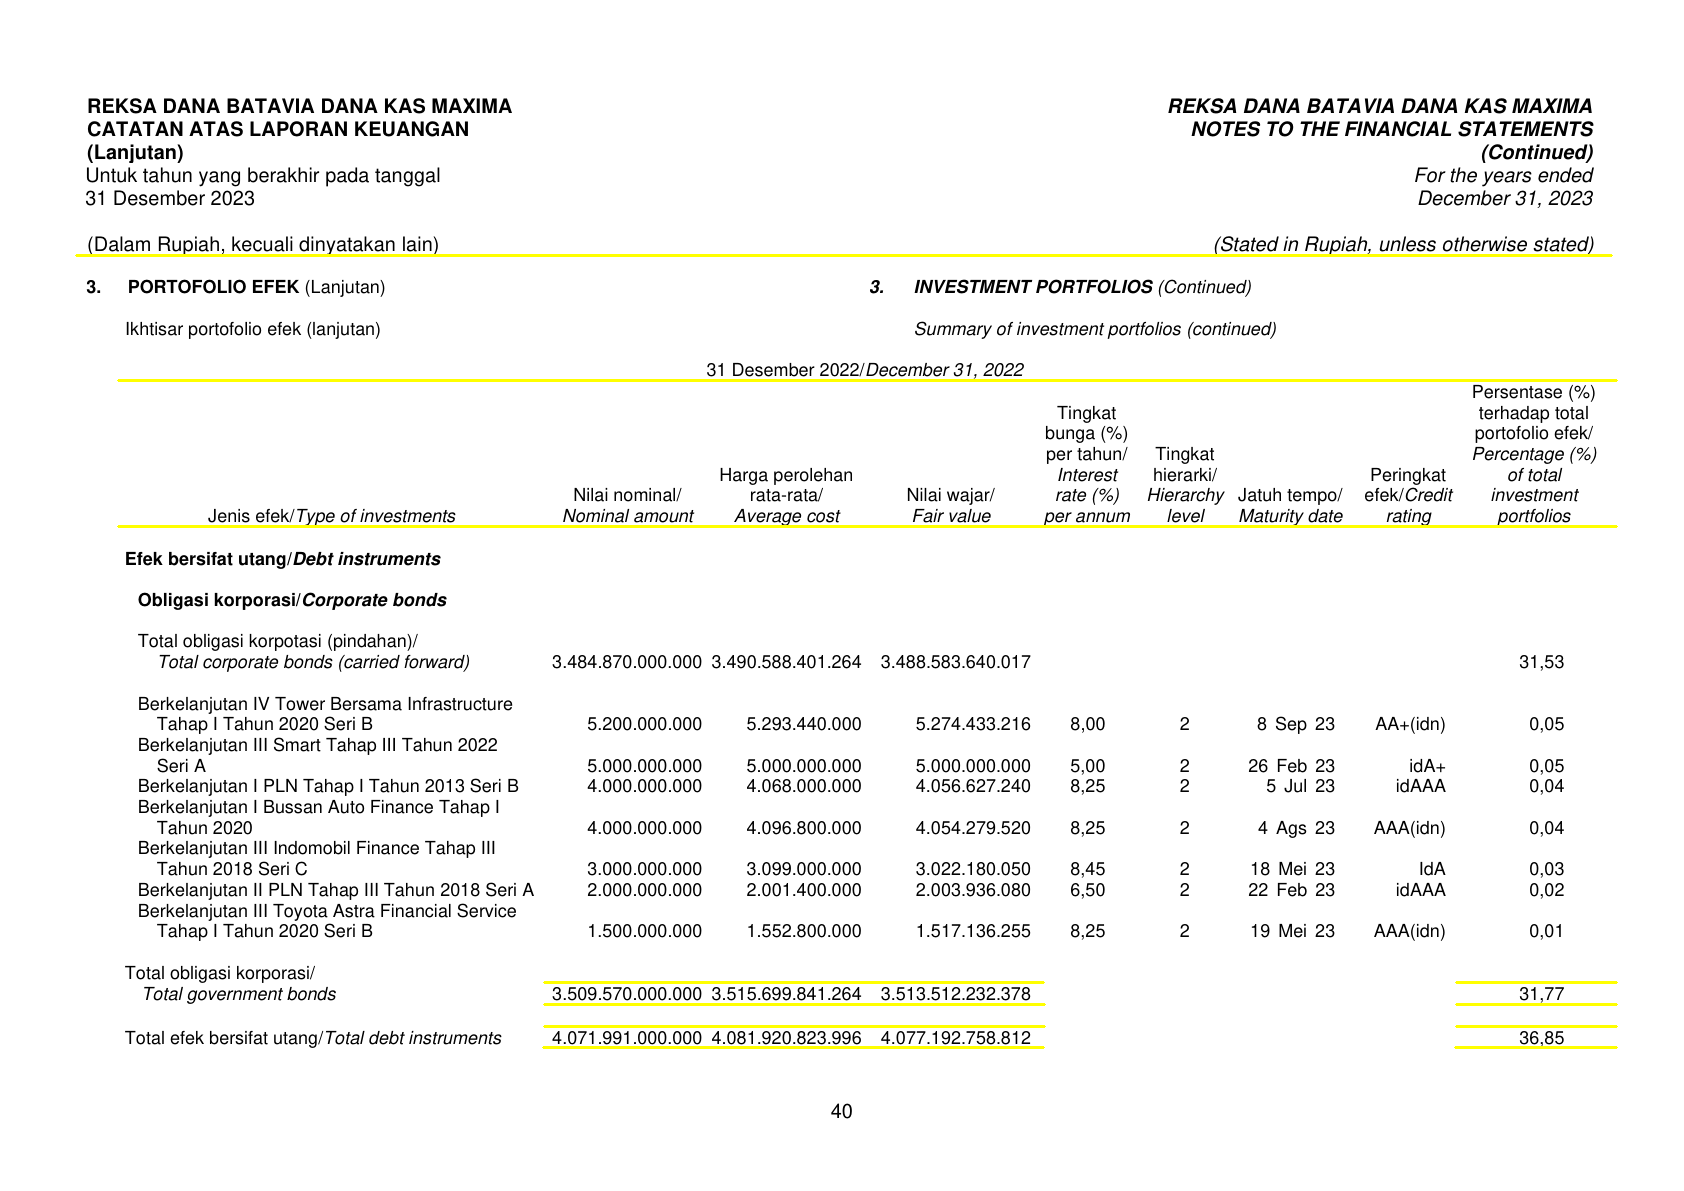 REKSA DANA BATAVIA DANA KAS MAXIMA
CATATAN ATAS LAPORAN KEUANGAN
(Lanjutan)
Untuk tahun yang berakhir pada tanggal
31 Desember 2023
(Dalam Rupiah, kecuali dinyatakan lain)
REKSA DANA BATAVIA DANA KAS MAXIMA
NOTES TO THE FINANCIAL STATEMENTS
(Continued)
For the years ended
December 31, 2023
(Stated in Rupiah, unless otherwise stated)
3. PORTOFOLIO EFEK (Lanjutan)
3. INVESTMENT PORTFOLIOS (Continued)
Ikhtisar portofolio efek (lanjutan)
Summary of investment portfolios (continued)
31 Desember 2022/December 31, 2022
Jenis efek/Type of investments
Nilai nominal/
Nominal amount
Harga perolehan
rata-rata/
Average cost
Nilai wajar/
Fair value
Tingkat
bunga (%)
per tahun/
Interest
rate (%)
per annum
Tingkat
hierarki/
Hierarchy
level
Jatuh tempo/
Maturity date
Peringkat
efek/Credit
rating
Persentase (%)
terhadap total
portofolio efek/
Percentage (%)
of total
investment
portfolios
Efek bersifat utang/Debt instruments
Obligasi korporasi/Corporate bonds
Total obligasi korpotasi (pindahan)/
Total corporate bonds (carried forward) 3.484.870.000.000 3.490.588.401.264 3.488.583.640.017 31,53
Berkelanjutan IV Tower Bersama Infrastructure
Tahap I Tahun 2020 Seri B 5.200.000.000 5.293.440.000 5.274.433.216 8,00 2 8 Sep 23 AA+(idn) 0,05
Berkelanjutan III Smart Tahap III Tahun 2022
Seri A 5.000.000.000 5.000.000.000 5.000.000.000 5,00 2 26 Feb 23 idA+ 0,05
Berkelanjutan I PLN Tahap I Tahun 2013 Seri B 4.000.000.000 4.068.000.000 4.056.627.240 8,25 2 5 Jul 23 idAAA 0,04
Berkelanjutan I Bussan Auto Finance Tahap I
Tahun 2020 4.000.000.000 4.096.800.000 4.054.279.520 8,25 2 4 Ags 23 AAA(idn) 0,04
Berkelanjutan III Indomobil Finance Tahap III
Tahun 2018 Seri C 3.000.000.000 3.099.000.000 3.022.180.050 8,45 2 18 Mei 23 IdA 0,03
Berkelanjutan II PLN Tahap III Tahun 2018 Seri A 2.000.000.000 2.001.400.000 2.003.936.080 6,50 2 22 Feb 23 idAAA 0,02
Berkelanjutan III Toyota Astra Financial Service
Tahap I Tahun 2020 Seri B 1.500.000.000 1.552.800.000 1.517.136.255 8,25 2 19 Mei 23 AAA(idn) 0,01
Total obligasi korporasi/
Total government bonds 3.509.570.000.000 3.515.699.841.264 3.513.512.232.378 31,77
Total efek bersifat utang/Total debt instruments 4.071.991.000.000 4.081.920.823.996 4.077.192.758.812 36,85
40